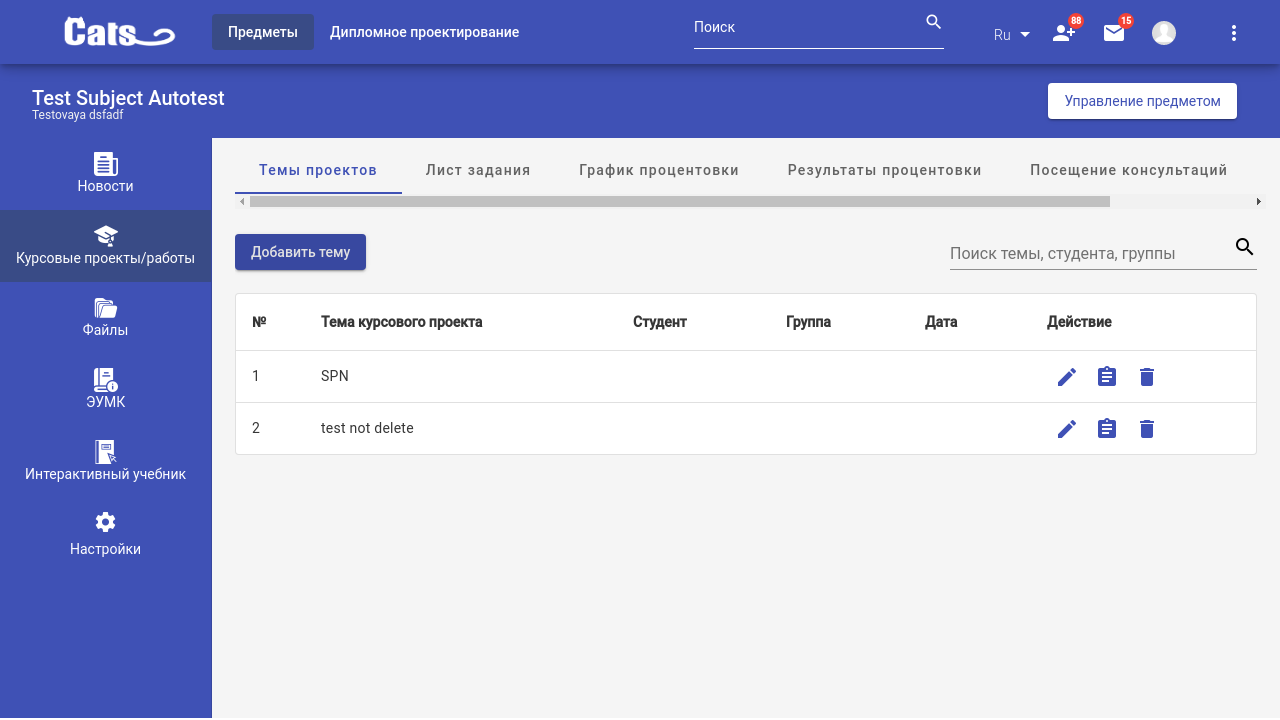 Cats
Предметы
Дипломное проектирование
Поиск
Ru
88
15
Test Subject Autotest
Testovaya dsfadf
Управление предметом
Новости
Курсовые проекты/работы
Файлы
ЭУМК
Интерактивный учебник
Настройки
Темы проектов
Лист задания
График процентовки
Результаты процентовки
Посещение консультаций
Добавить тему
Поиск темы, студента, группы
№ Тема курсового проекта Студент Группа Дата Действие
1 SPN
2 test not delete